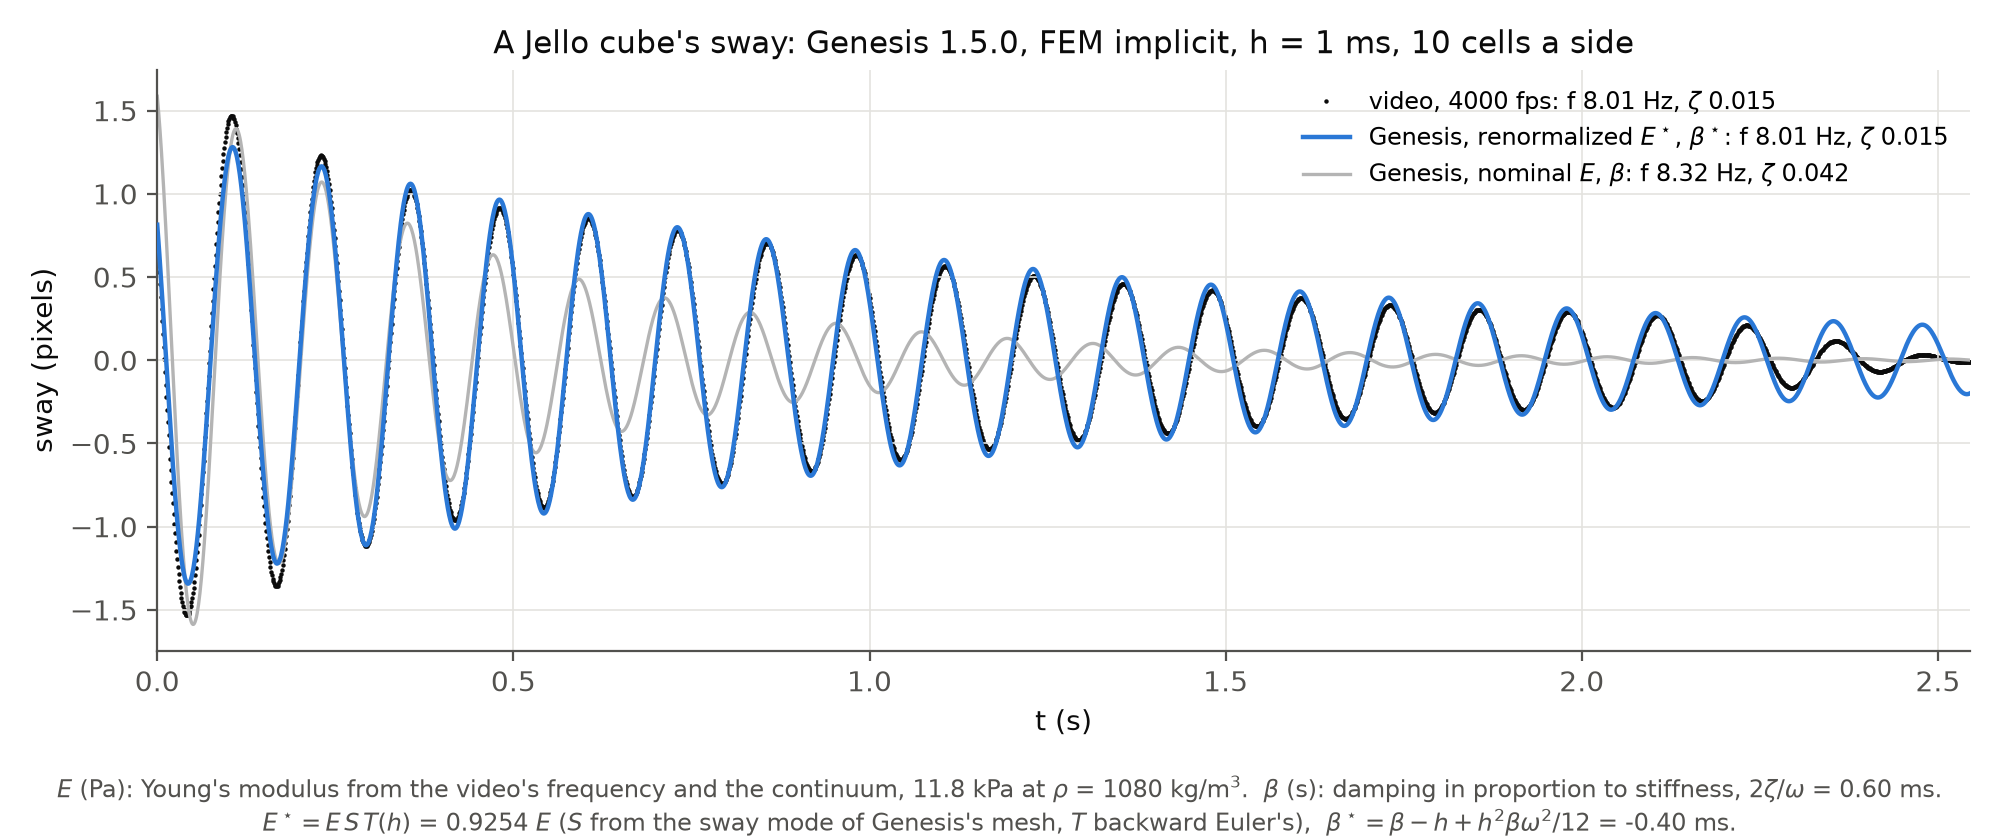 A Jello cube's sway: Genesis 1.5.0, FEM implicit, h = 1 ms, 10 cells a side
video, 4000 fps: f 8.01 Hz, ζ 0.015
Genesis, renormalized E⋆, β⋆: f 8.01 Hz, ζ 0.015
Genesis, nominal E, β: f 8.32 Hz, ζ 0.042
sway (pixels)
1.5
1.0
0.5
0.0
−0.5
−1.0
−1.5
0.0 0.5 1.0 1.5 2.0 2.5
t (s)
E (Pa): Young's modulus from the video's frequency and the continuum, 11.8 kPa at ρ = 1080 kg/m³. β (s): damping in proportion to stiffness, 2ζ/ω = 0.60 ms.
E⋆ = E S T(h) = 0.9254 E (S from the sway mode of Genesis's mesh, T backward Euler's), β⋆ = β − h + h²βω²/12 = -0.40 ms.